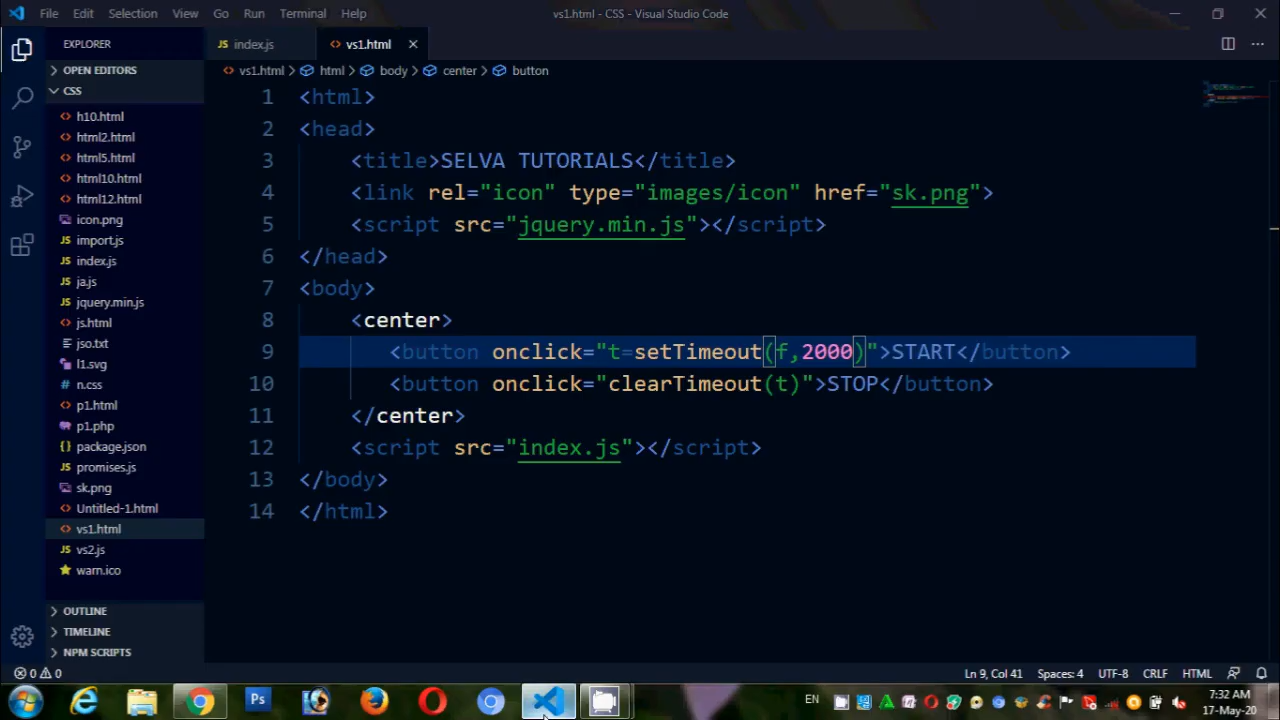 File Edit Selection View Go Run Terminal Help vs1.html - CSS - Visual Studio Code
EXPLORER
OPEN EDITORS
CSS
h10.html
html2.html
html5.html
html10.html
html12.html
icon.png
import.js
index.js
ja.js
jquery.min.js
js.html
jso.txt
l1.svg
n.css
p1.html
p1.php
package.json
promises.js
sk.png
Untitled-1.html
vs1.html
vs2.js
warn.ico
OUTLINE
TIMELINE
NPM SCRIPTS
JS index.js vs1.html
vs1.html > html > body > center > button
1 <html>
2 <head>
3 <title>SELVA TUTORIALS</title>
4 <link rel="icon" type="images/icon" href="sk.png">
5 <script src="jquery.min.js"></script>
6 </head>
7 <body>
8 <center>
9 <button onclick="t=setTimeout(f,2000)">START</button>
10 <button onclick="clearTimeout(t)">STOP</button>
11 </center>
12 <script src="index.js"></script>
13 </body>
14 </html>
0 0 Ln 9, Col 41 Spaces: 4 UTF-8 CRLF HTML
Ps EN 7:32 AM
17-May-20